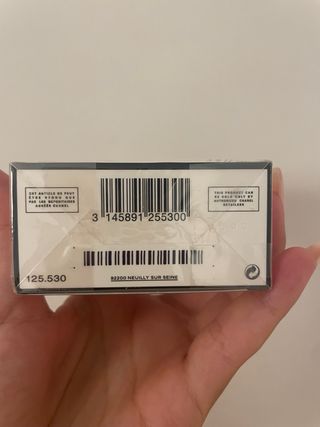 CET ARTICLE NE PEUT
ÊTRE VENDU QUE
PAR LES DÉPOSITAIRES
AGRÉÉS CHANEL
THIS PRODUCT CAN
BE SOLD ONLY BY
AUTHORIZED CHANEL
RETAILERS
3 145891 255300
125.530
92200 NEUILLY SUR SEINE